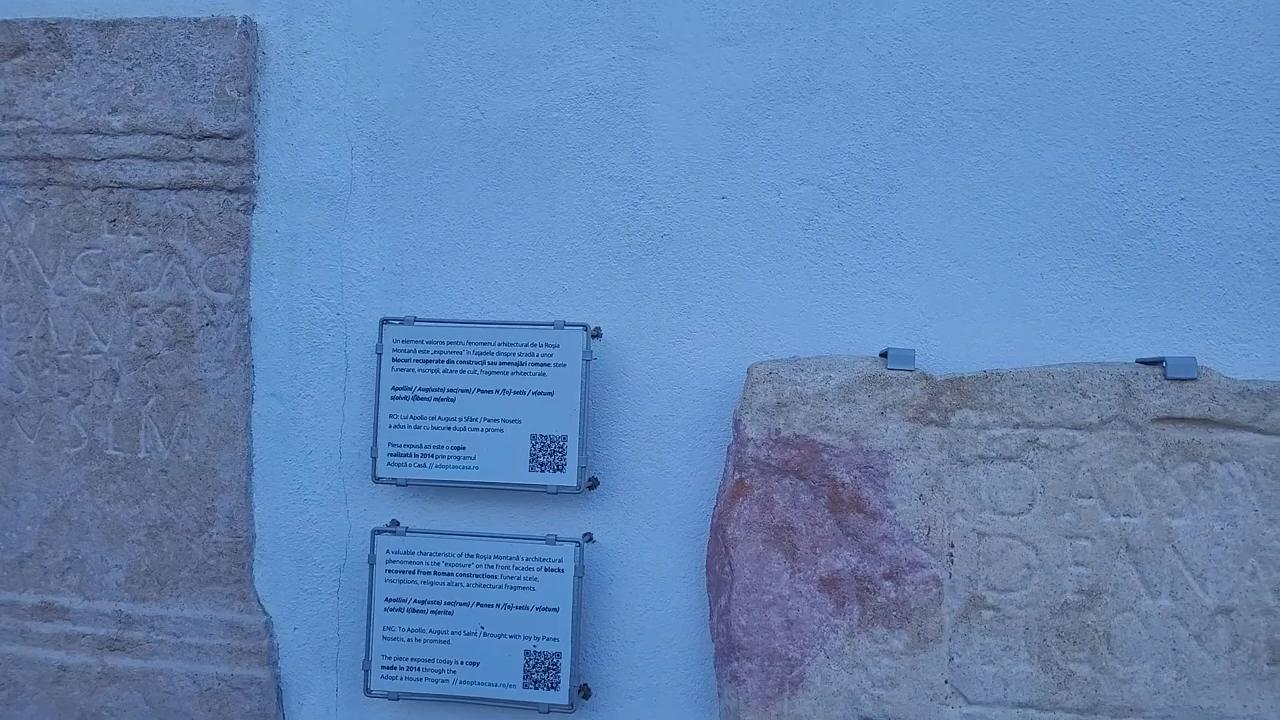 AVG SAC
VSLM
Un element valoros pentru fenomenul arhitectural de la Roșia
Montană este „expunerea” în fațadele dinspre stradă a unor
blocuri recuperate din construcții sau amenajări romane: stele
funerare, inscripții, altare de cult, fragmente arhitecturale.
Apollini / Aug(usto) sac(rum) / Panes N /[o]-setis / v(otum)
s(olvit) l(ibens) m(erito)
RO: Lui Apollo cel August și Sfânt / Panes Nosetis
a adus în dar cu bucurie după cum a promis
Piesa expusă azi este o copie
realizată în 2014 prin programul
Adoptă o Casă. // adoptaocasa.ro
A valuable characteristic of the Roșia Montană's architectural
phenomenon is the "exposure" on the front facades of blocks
recovered from Roman constructions: funeral stele,
inscriptions, religious altars, architectural fragments.
Apollini / Aug(usto) sac(rum) / Panes N /[o]-setis / v(otum)
s(olvit) l(ibens) m(erito)
ENG: To Apollo, August and Saint / Brought with joy by Panes
Nosetis, as he promised.
The piece exposed today is a copy
made in 2014 through the
Adopt a House Program // adoptaocasa.ro/en